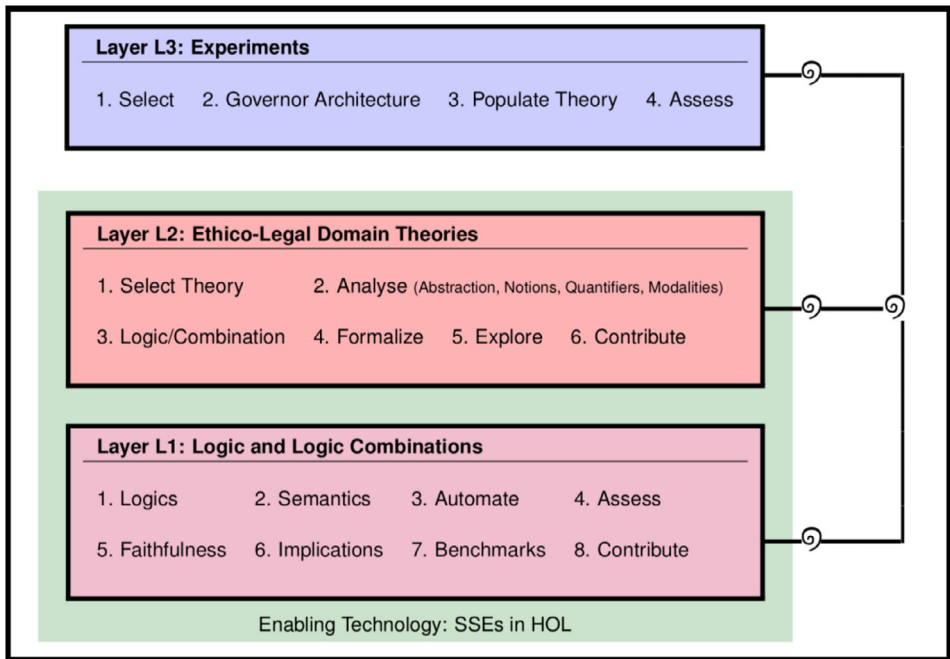 Layer L3: Experiments
1. Select 2. Governor Architecture 3. Populate Theory 4. Assess
Layer L2: Ethico-Legal Domain Theories
1. Select Theory 2. Analyse (Abstraction, Notions, Quantifiers, Modalities)
3. Logic/Combination 4. Formalize 5. Explore 6. Contribute
Layer L1: Logic and Logic Combinations
1. Logics 2. Semantics 3. Automate 4. Assess
5. Faithfulness 6. Implications 7. Benchmarks 8. Contribute
Enabling Technology: SSEs in HOL